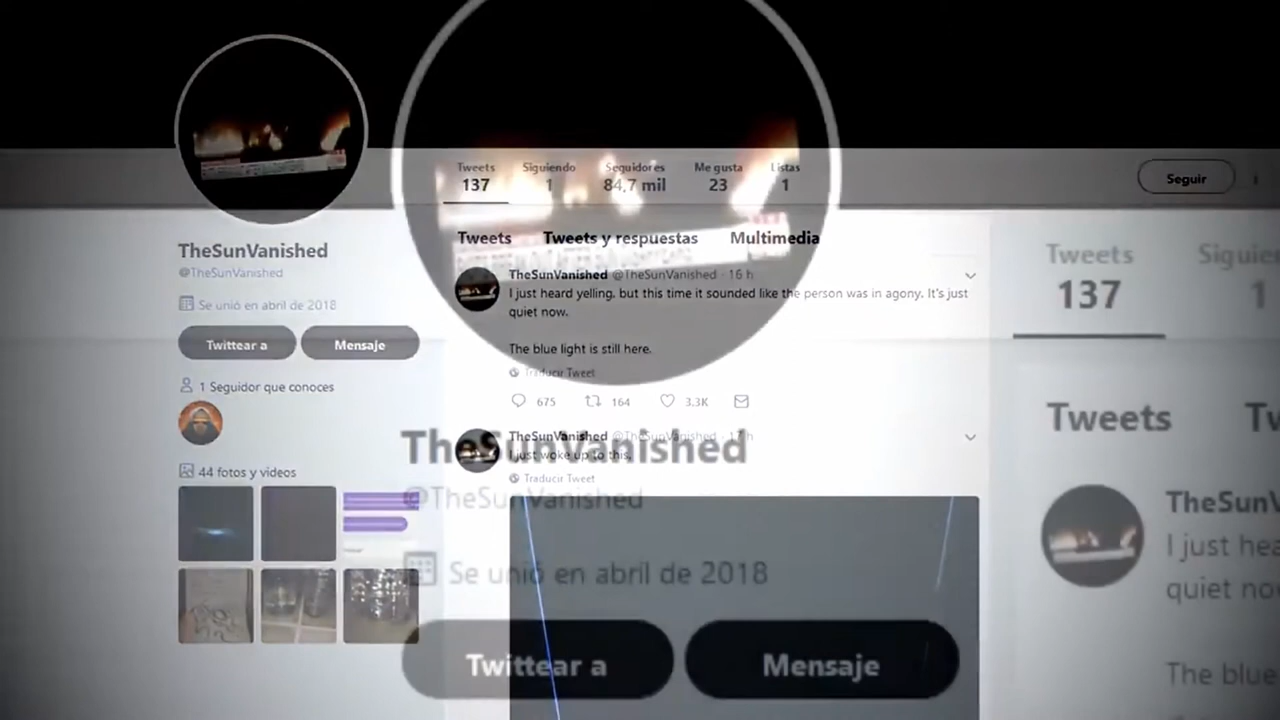 Tweets Siguiendo Seguidores Me gusta Listas
137 1 84,7 mil 23 1
Seguir
TheSunVanished
@TheSunVanished
Se unió en abril de 2018
Twittear a Mensaje
1 Seguidor que conoces
44 fotos y videos
Tweets Tweets y respuestas Multimedia
TheSunVanished @TheSunVanished · 16 h
I just heard yelling. but this time it sounded like the person was in agony. It's just
quiet now.
The blue light is still here.
Traducir Tweet
675 164 3.3K
TheSunVanished @TheSunVanished · 17 h
I just woke up to this.
Traducir Tweet
TheSunVanished
@TheSunVanished
Se unió en abril de 2018
Twittear a Mensaje
Tweets
137 1
Tweets
I just
quiet
The blue